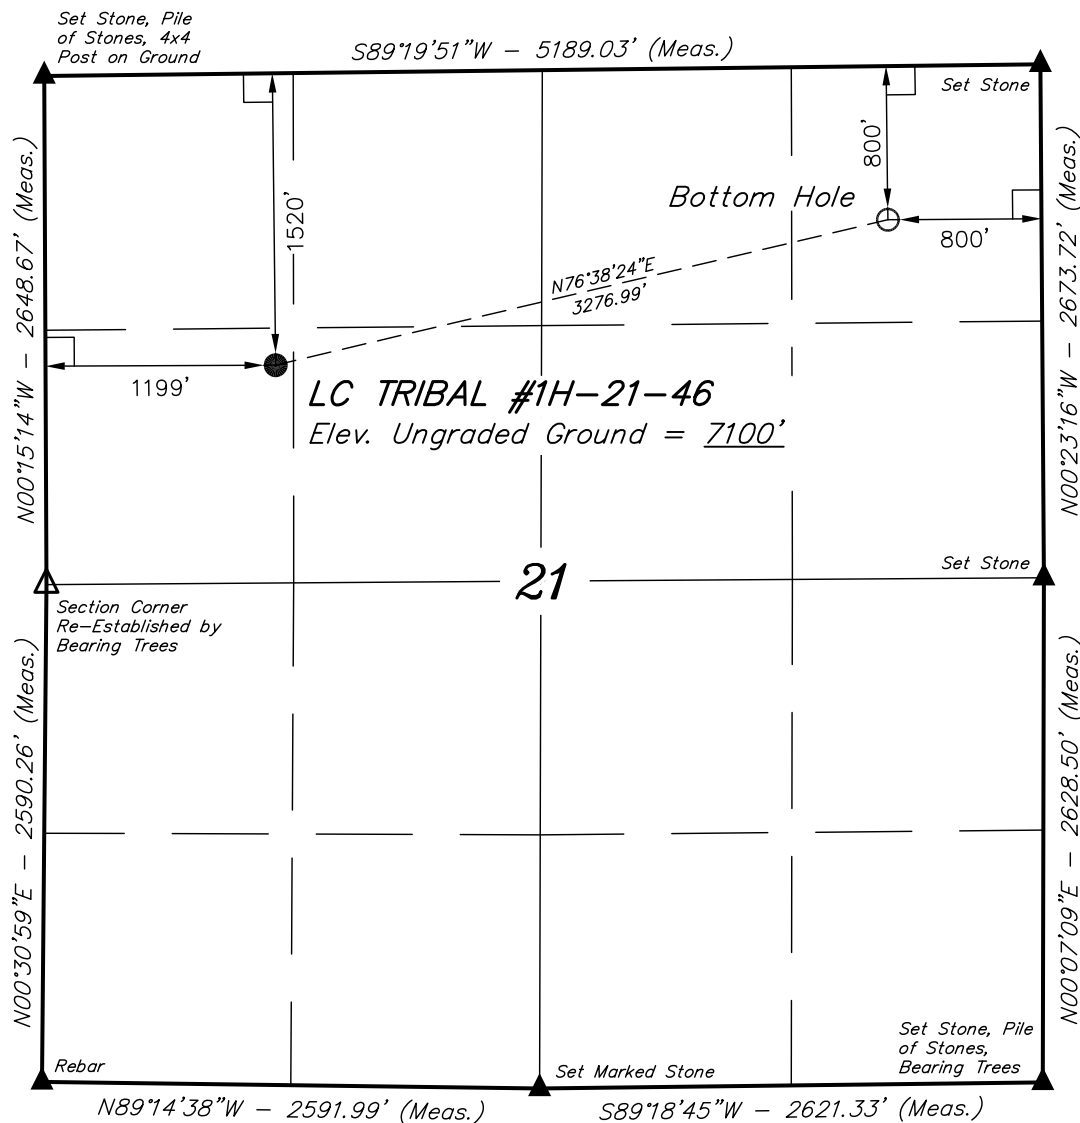 Set Stone, Pile
of Stones, 4x4
Post on Ground
S89°19'51"W - 5189.03' (Meas.)
Set Stone
N00°15'14"W - 2648.67' (Meas.)
1520'
800'
Bottom Hole
800'
N00°23'16"W - 2673.72' (Meas.)
N76°38'24"E
3276.99'
1199'
LC TRIBAL #1H-21-46
Elev. Ungraded Ground = 7100'
Set Stone
21
Section Corner
Re-Established by
Bearing Trees
N00°30'59"E - 2590.26' (Meas.)
N00°07'09"E - 2628.50' (Meas.)
Set Stone, Pile
of Stones,
Bearing Trees
Rebar
Set Marked Stone
N89°14'38"W - 2591.99' (Meas.)
S89°18'45"W - 2621.33' (Meas.)